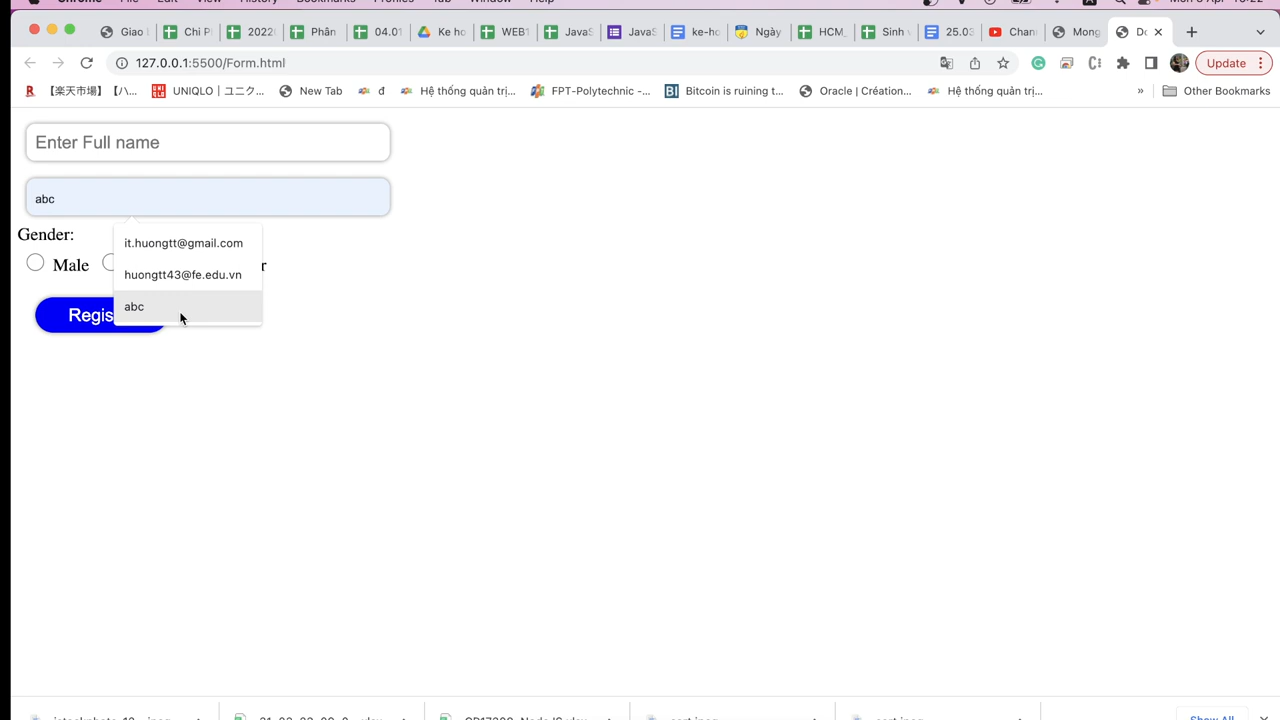 Giao
Chi P
2022
Phân
04.01
Ke ho
WEB1
JavaS
JavaS
ke-ho
Ngày
HCM_
Sinh v
25.03
Chan
Mong
Do
127.0.0.1:5500/Form.html
Update
【楽天市場】【ハ...
UNIQLO | ユニク...
New Tab
đ
Hệ thống quản trị...
FPT-Polytechnic -...
Bitcoin is ruining t...
Oracle | Création...
Hệ thống quản trị...
»
Other Bookmarks
Enter Full name
abc
it.huongtt@gmail.com
huongtt43@fe.edu.vn
abc
Gender:
Male
r
Regis
Show All